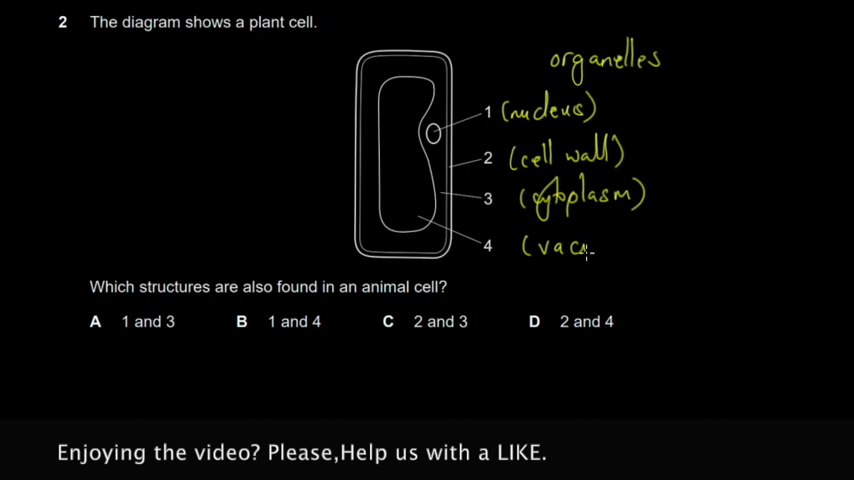 2 The diagram shows a plant cell.
organelles
1 (nucleus)
2 (cell wall)
3 (cytoplasm)
4 (vac
Which structures are also found in an animal cell?
A 1 and 3 B 1 and 4 C 2 and 3 D 2 and 4
Enjoying the video? Please,Help us with a LIKE.